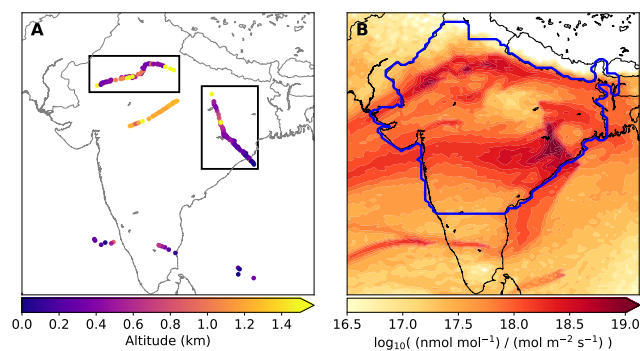 A
B
0.0 0.2 0.4 0.6 0.8 1.0 1.2 1.4
Altitude (km)
16.5 17.0 17.5 18.0 18.5 19.0
log₁₀( (nmol mol⁻¹) / (mol m⁻² s⁻¹) )